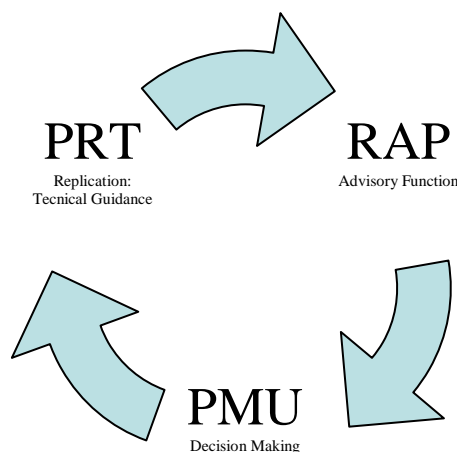 PRT
Replication:
Tecnical Guidance
RAP
Advisory Function
PMU
Decision Making